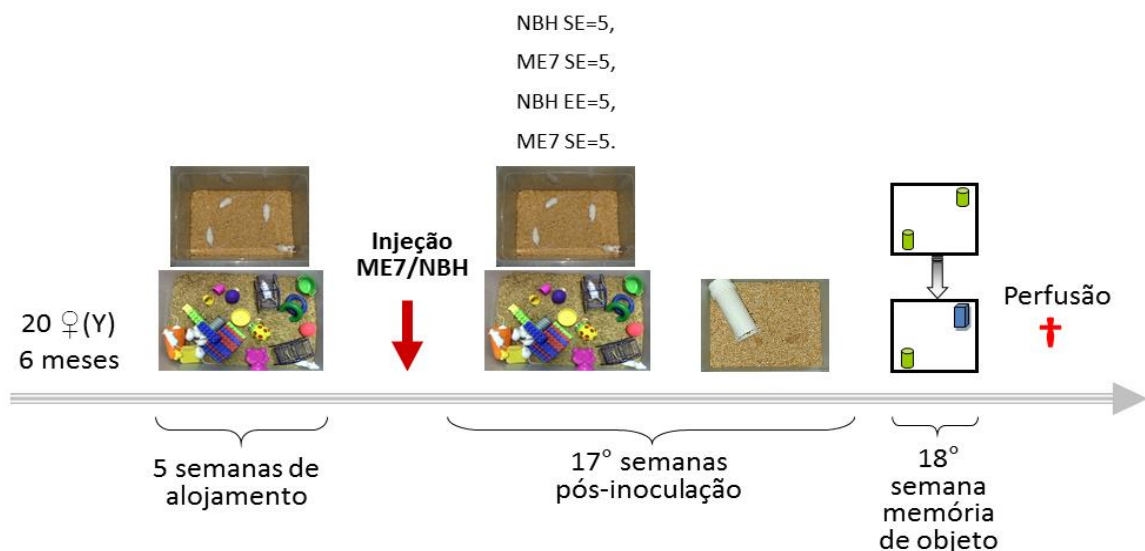 NBH SE=5,
ME7 SE=5,
NBH EE=5,
ME7 SE=5.
20 ♀(Y)
6 meses
Injeção
ME7/NBH
Perfusão
5 semanas de
alojamento
17° semanas
pós-inoculação
18°
semana
memória
de objeto